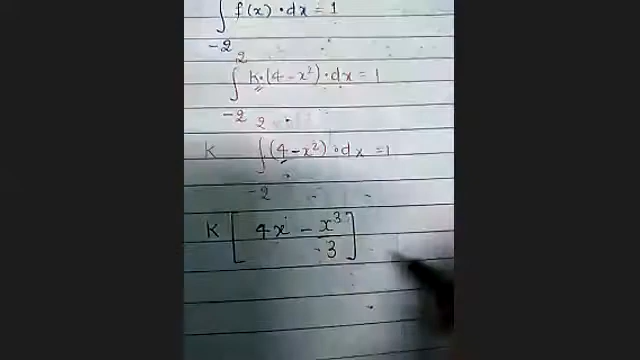 ∫ f(x) · dx = 1
-2
2
∫ k·(4 - x²)·dx = 1
-2
2
K ∫ (4 - x²)·dx = 1
-2
K [ 4x - x³/3 ]